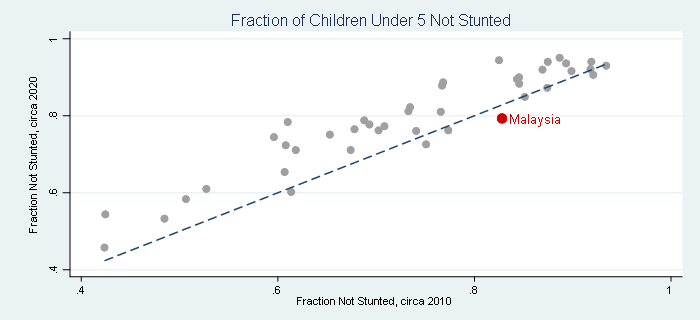 Fraction of Children Under 5 Not Stunted
Fraction Not Stunted, circa 2020
1
.8
.6
.4
Malaysia
.4
.6
.8
1
Fraction Not Stunted, circa 2010